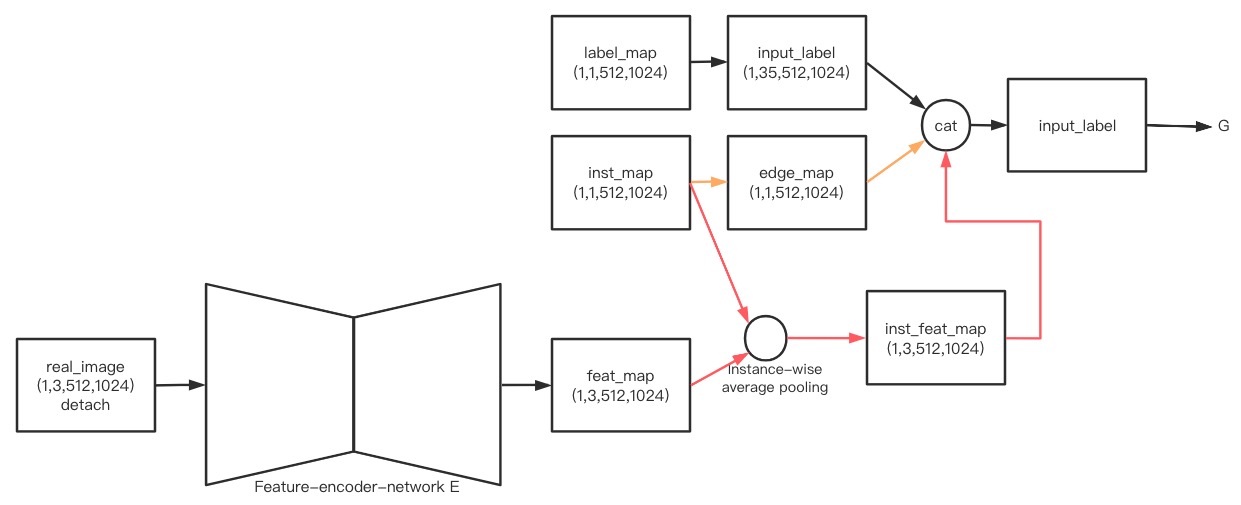 label_map
(1,1,512,1024)
input_label
(1,35,512,1024)
cat
input_label
G
inst_map
(1,1,512,1024)
edge_map
(1,1,512,1024)
real_image
(1,3,512,1024)
detach
Feature-encoder-network E
feat_map
(1,3,512,1024)
instance-wise
average pooling
inst_feat_map
(1,3,512,1024)